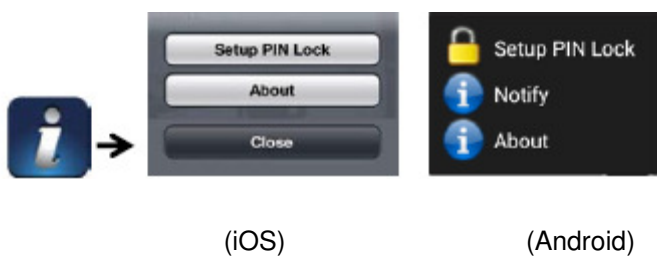 Setup PIN Lock
About
Close
Setup PIN Lock
Notify
About
(iOS)
(Android)